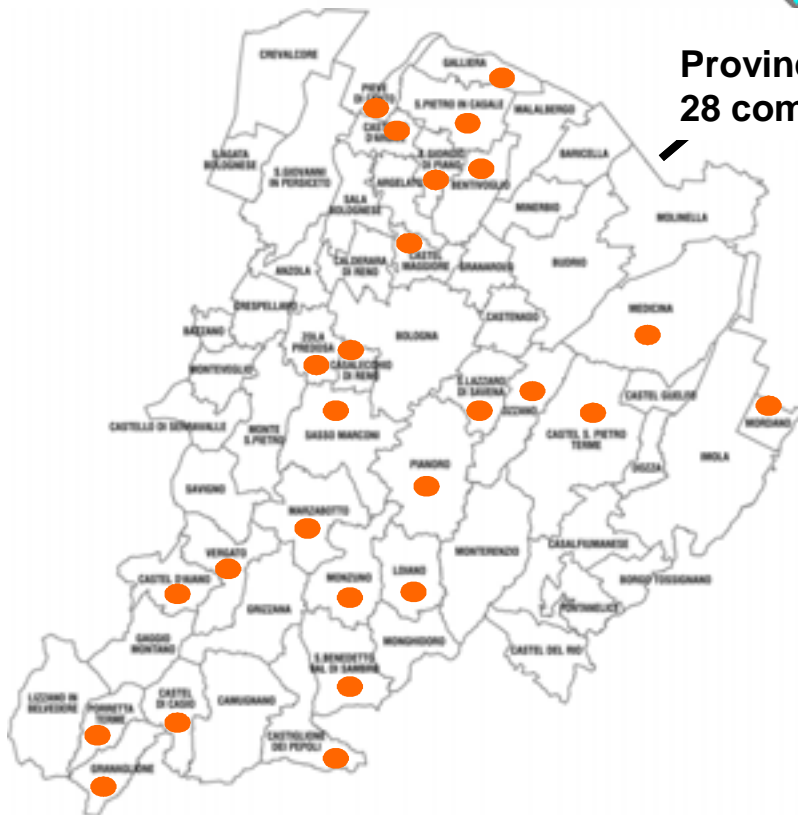 Provinc
28 com
CREVALCORE
GALLIERA
PIEVE
S.PIETRO IN CASALE
MALALBERGO
S.AGATA
BOLOGNESE
S.GIOVANNI
IN PERSICETO
S.GIORGIO
DI PIANO
BARICELLA
ARGELATO
BENTIVOGLIO
SALA
BOLOGNESE
MINERBIO
MOLINELLA
CALDERARA
DI RENO
CASTEL
MAGGIORE
GRANAROLO
BUDRIO
ANZOLA
CRESPELLANO
CASTENASO
MEDICINA
BAZZANO
ZOLA
PREDOSA
BOLOGNA
CASALECCHIO
DI RENO
MONTEVEGLIO
S.LAZZARO
DI SAVENA
OZZANO
CASTEL GUELFO
CASTELLO DI SERRAVALLE
MONTE
S.PIETRO
SASSO MARCONI
CASTEL S. PIETRO
TERME
MORDANO
IMOLA
DOZZA
PIANORO
SAVIGNO
MARZABOTTO
CASALFIUMANESE
VERGATO
MONTERENZIO
CASTEL D'AIANO
MONZUNO
LOIANO
BORGO TOSSIGNANO
GRIZZANA
FONTANELICE
GAGGIO
MONTANO
MONGHIDORO
CASTEL DEL RIO
S.BENEDETTO
VAL DI SAMBRO
LIZZANO IN
BELVEDERE
PORRETTA
TERME
CASTEL
DI CASIO
CAMUGNANO
CASTIGLIONE
DEI PEPOLI
GRANAGLIONE